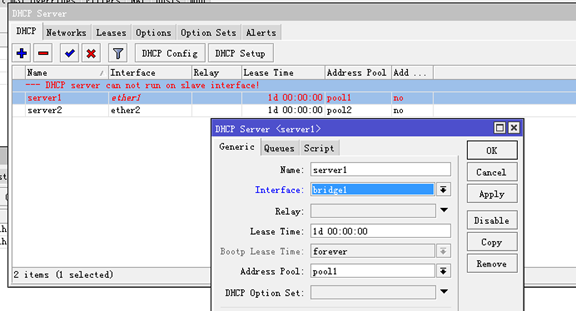 DHCP Server
DHCP Networks Leases Options Option Sets Alerts
DHCP Config DHCP Setup
Name Interface Relay Lease Time Address Pool Add ...
--- DHCP server can not run on slave interface!
server1 ether1 1d 00:00:00 pool1 no
server2 ether2 1d 00:00:00 pool2 no
2 items (1 selected)
DHCP Server <server1>
Generic Queues Script
Name: server1
Interface: bridge1
Relay:
Lease Time: 1d 00:00:00
Bootp Lease Time: forever
Address Pool: pool1
DHCP Option Set:
OK
Cancel
Apply
Disable
Copy
Remove